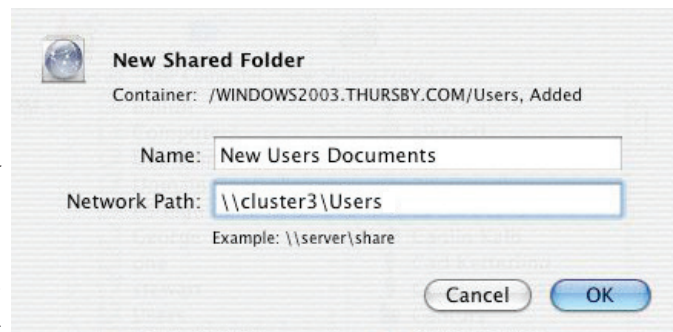 New Shared Folder
Container: /WINDOWS2003.THURSBY.COM/Users, Added
Name: New Users Documents
Network Path: \\cluster3\Users
Example: \\server\share
Cancel OK